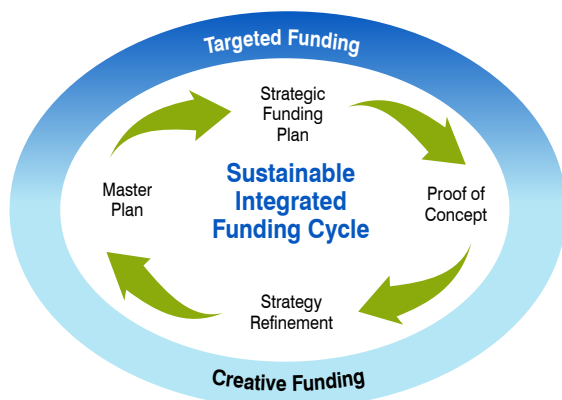 Targeted Funding
Strategic
Funding
Plan
Master
Plan
Sustainable
Integrated
Funding Cycle
Proof of
Concept
Strategy
Refinement
Creative Funding